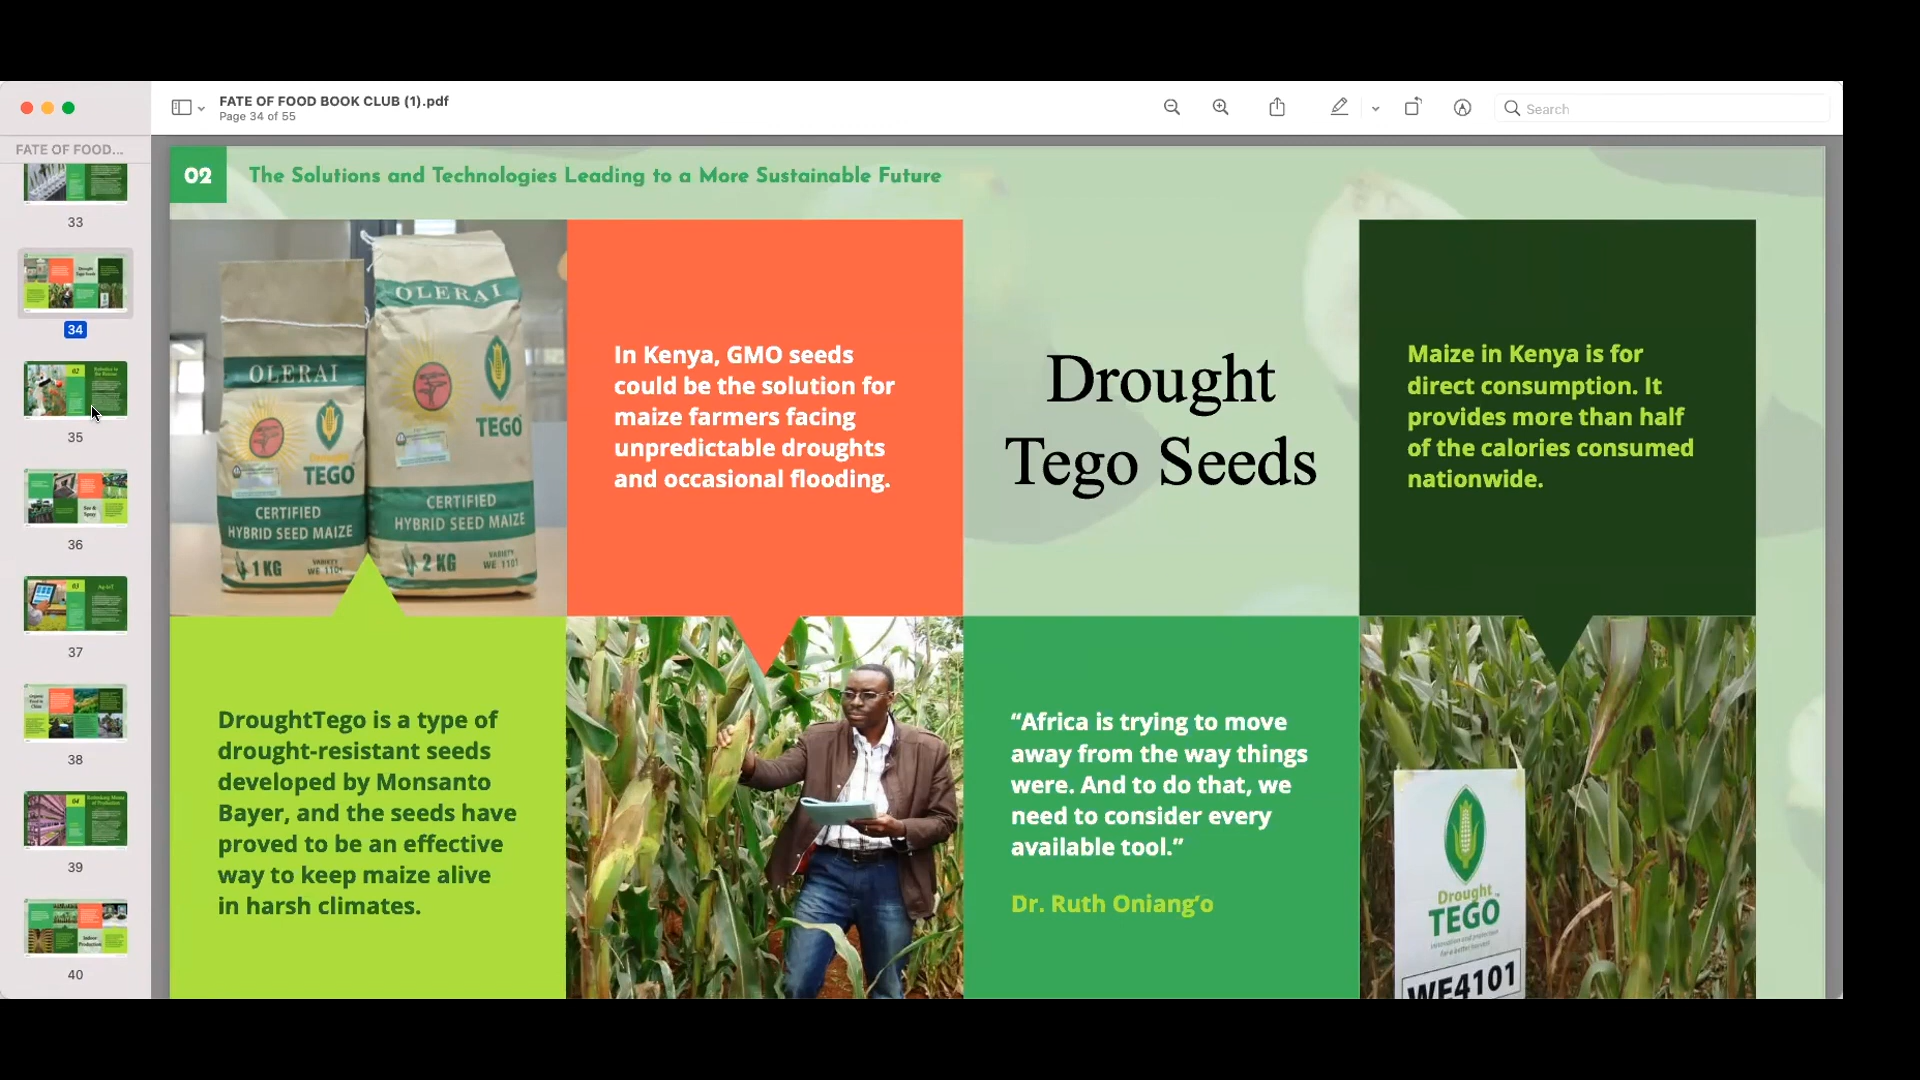 FATE OF FOOD BOOK CLUB (1).pdf
Page 34 of 55
Search
FATE OF FOOD...
33
34
35
36
37
38
39
40
02
The Solutions and Technologies Leading to a More Sustainable Future
OLERAI
Drought
TEGO
CERTIFIED
HYBRID SEED MAIZE
1 KG
VARIETY
OLERAI
Drought
TEGO
CERTIFIED
HYBRID SEED MAIZE
2 KG
VARIETY
WE 1101
In Kenya, GMO seeds
could be the solution for
maize farmers facing
unpredictable droughts
and occasional flooding.
Drought
Tego Seeds
Maize in Kenya is for
direct consumption. It
provides more than half
of the calories consumed
nationwide.
DroughtTego is a type of
drought-resistant seeds
developed by Monsanto
Bayer, and the seeds have
proved to be an effective
way to keep maize alive
in harsh climates.
“Africa is trying to move
away from the way things
were. And to do that, we
need to consider every
available tool.”
Dr. Ruth Oniang’o
Drought
TEGO
WE4101